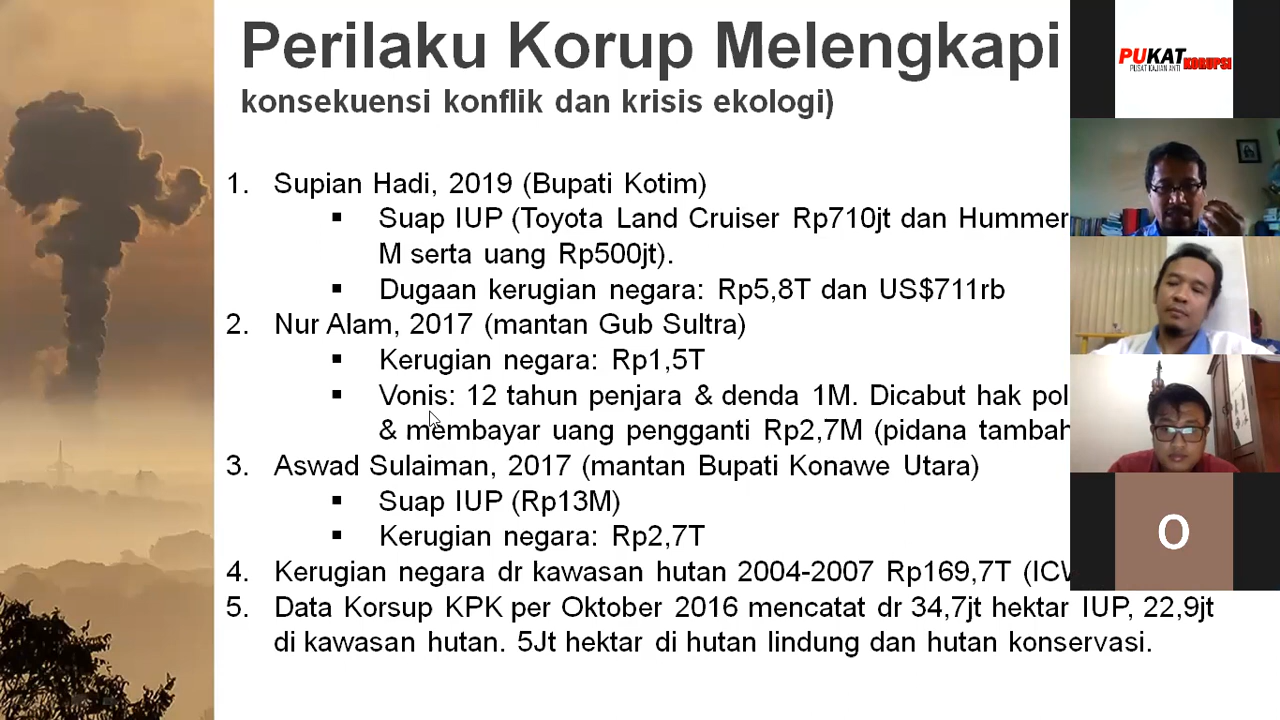 Perilaku Korup Melengkapi
konsekuensi konflik dan krisis ekologi)
1. Supian Hadi, 2019 (Bupati Kotim)
▪ Suap IUP (Toyota Land Cruiser Rp710jt dan Hummer
M serta uang Rp500jt).
▪ Dugaan kerugian negara: Rp5,8T dan US$711rb
2. Nur Alam, 2017 (mantan Gub Sultra)
▪ Kerugian negara: Rp1,5T
▪ Vonis: 12 tahun penjara & denda 1M. Dicabut hak
& membayar uang pengganti Rp2,7M (pidana
3. Aswad Sulaiman, 2017 (mantan Bupati Konawe Utara)
▪ Suap IUP (Rp13M)
▪ Kerugian negara: Rp2,7T
4. Kerugian negara dr kawasan hutan 2004-2007 Rp169,7T
5. Data Korsup KPK per Oktober 2016 mencatat dr 34,7jt hektar IUP, 22,9jt
di kawasan hutan. 5Jt hektar di hutan lindung dan hutan konservasi.
PUKAT
PUSAT KAJIAN ANTI KORUPSI
O